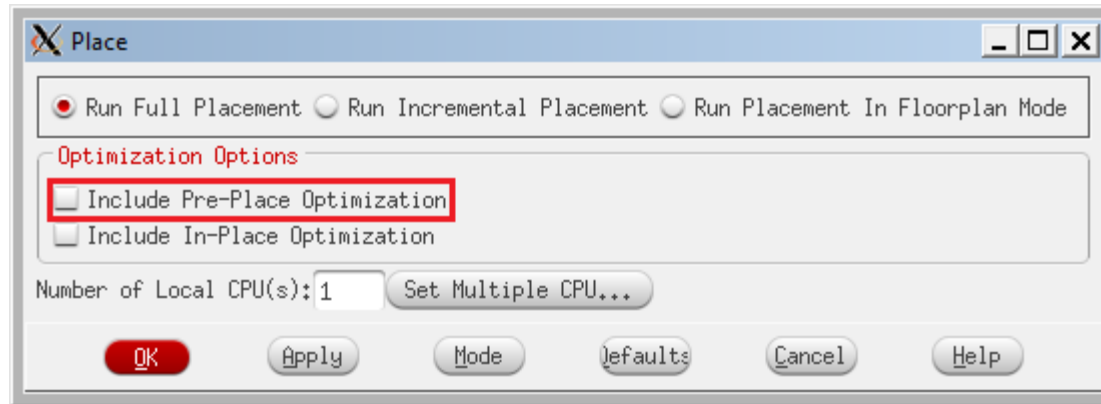 Place
Run Full Placement Run Incremental Placement Run Placement In Floorplan Mode
Optimization Options
Include Pre-Place Optimization
Include In-Place Optimization
Number of Local CPU(s): 1 Set Multiple CPU...
OK Apply Mode Defaults Cancel Help